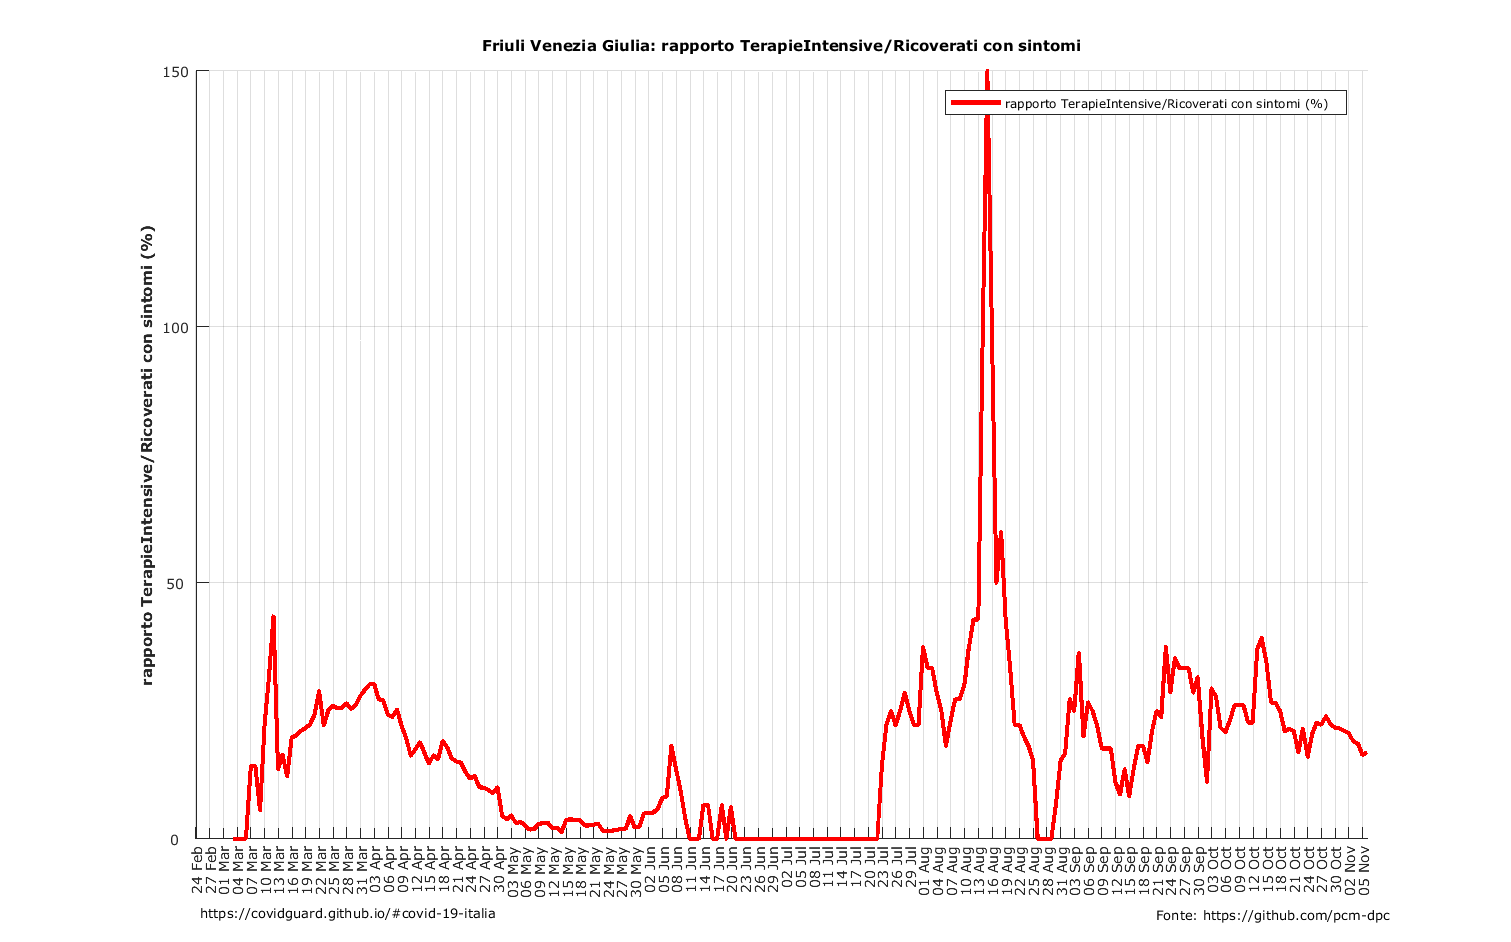 Friuli Venezia Giulia: rapporto TerapieIntensive/Ricoverati con sintomi
rapporto TerapieIntensive/Ricoverati con sintomi (%)
rapporto TerapieIntensive/Ricoverati con sintomi (%)
150
100
50
0
24 Feb
27 Feb
01 Mar
04 Mar
07 Mar
10 Mar
13 Mar
16 Mar
19 Mar
22 Mar
25 Mar
28 Mar
31 Mar
03 Apr
06 Apr
09 Apr
12 Apr
15 Apr
18 Apr
21 Apr
24 Apr
27 Apr
30 Apr
03 May
06 May
09 May
12 May
15 May
18 May
21 May
24 May
27 May
30 May
02 Jun
05 Jun
08 Jun
11 Jun
14 Jun
17 Jun
20 Jun
23 Jun
26 Jun
29 Jun
02 Jul
05 Jul
08 Jul
11 Jul
14 Jul
17 Jul
20 Jul
23 Jul
26 Jul
29 Jul
01 Aug
04 Aug
07 Aug
10 Aug
13 Aug
16 Aug
19 Aug
22 Aug
25 Aug
28 Aug
31 Aug
03 Sep
06 Sep
09 Sep
12 Sep
15 Sep
18 Sep
21 Sep
24 Sep
27 Sep
30 Sep
03 Oct
06 Oct
09 Oct
12 Oct
15 Oct
18 Oct
21 Oct
24 Oct
27 Oct
30 Oct
02 Nov
05 Nov
https://covidguard.github.io/#covid-19-italia
Fonte: https://github.com/pcm-dpc